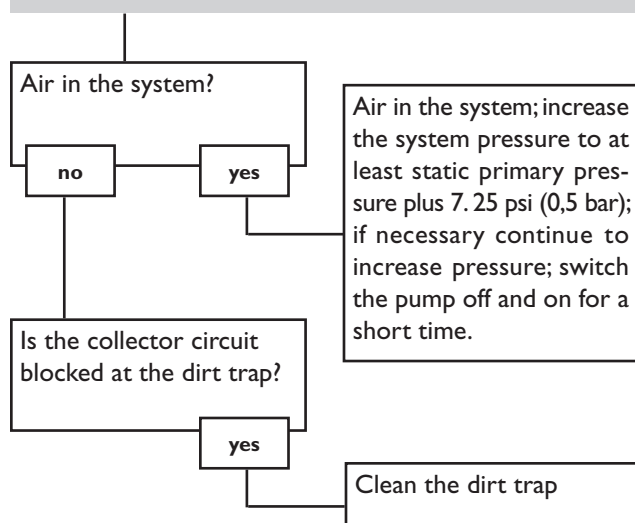 Air in the system?
no
yes
Air in the system; increase
the system pressure to at
least static primary pres-
sure plus 7. 25 psi (0,5 bar);
if necessary continue to
increase pressure; switch
the pump off and on for a
short time.
Is the collector circuit
blocked at the dirt trap?
yes
Clean the dirt trap